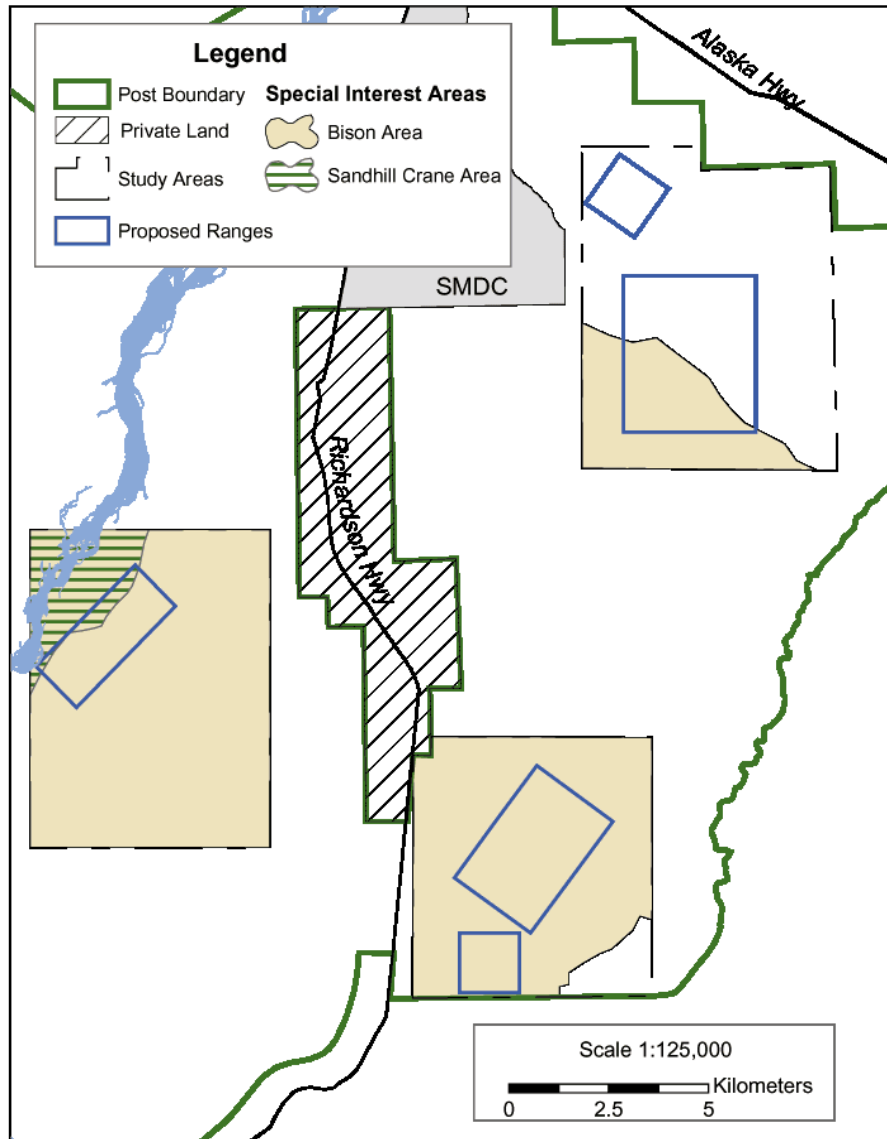 Legend
Post Boundary
Private Land
Study Areas
Proposed Ranges
Special Interest Areas
Bison Area
Sandhill Crane Area
Alaska Hwy
SMDC
Richardson Hwy
Scale 1:125,000
Kilometers
0 2.5 5